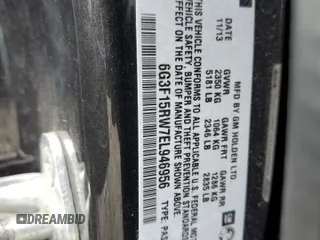 MFD BY GM HOLDEN LTD
DATE GVWR GAWR FRT GAWR RR
11/13 2350 KG 1064 KG 1286 KG
5181 LB 2346 LB 2835 LB
THIS VEHICLE CONFORMS TO ALL APPLICABLE U.S. FEDERAL MOTOR
VEHICLE SAFETY, BUMPER AND THEFT PREVENTION STANDARDS
IN EFFECT ON THE DATE OF MANUFACTURE SHOWN ABOVE.
6G3F15RW7EL946956 TYPE: PAS
DREAMBID